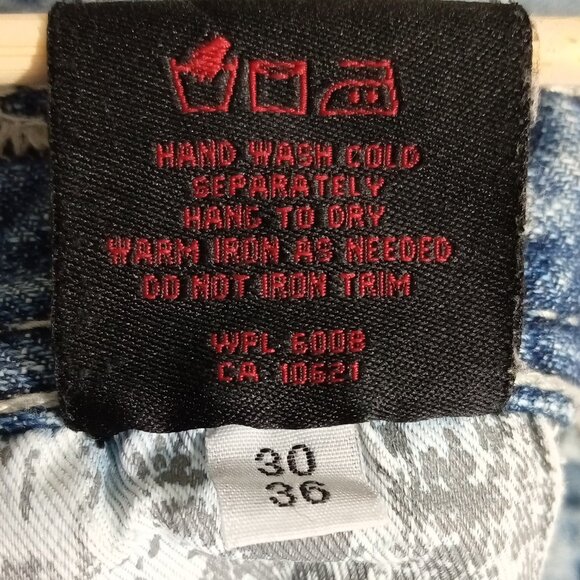 HAND WASH COLD
SEPARATELY
HANG TO DRY
WARM IRON AS NEEDED
DO NOT IRON TRIM
WPL 6008
CA 10621
30
36